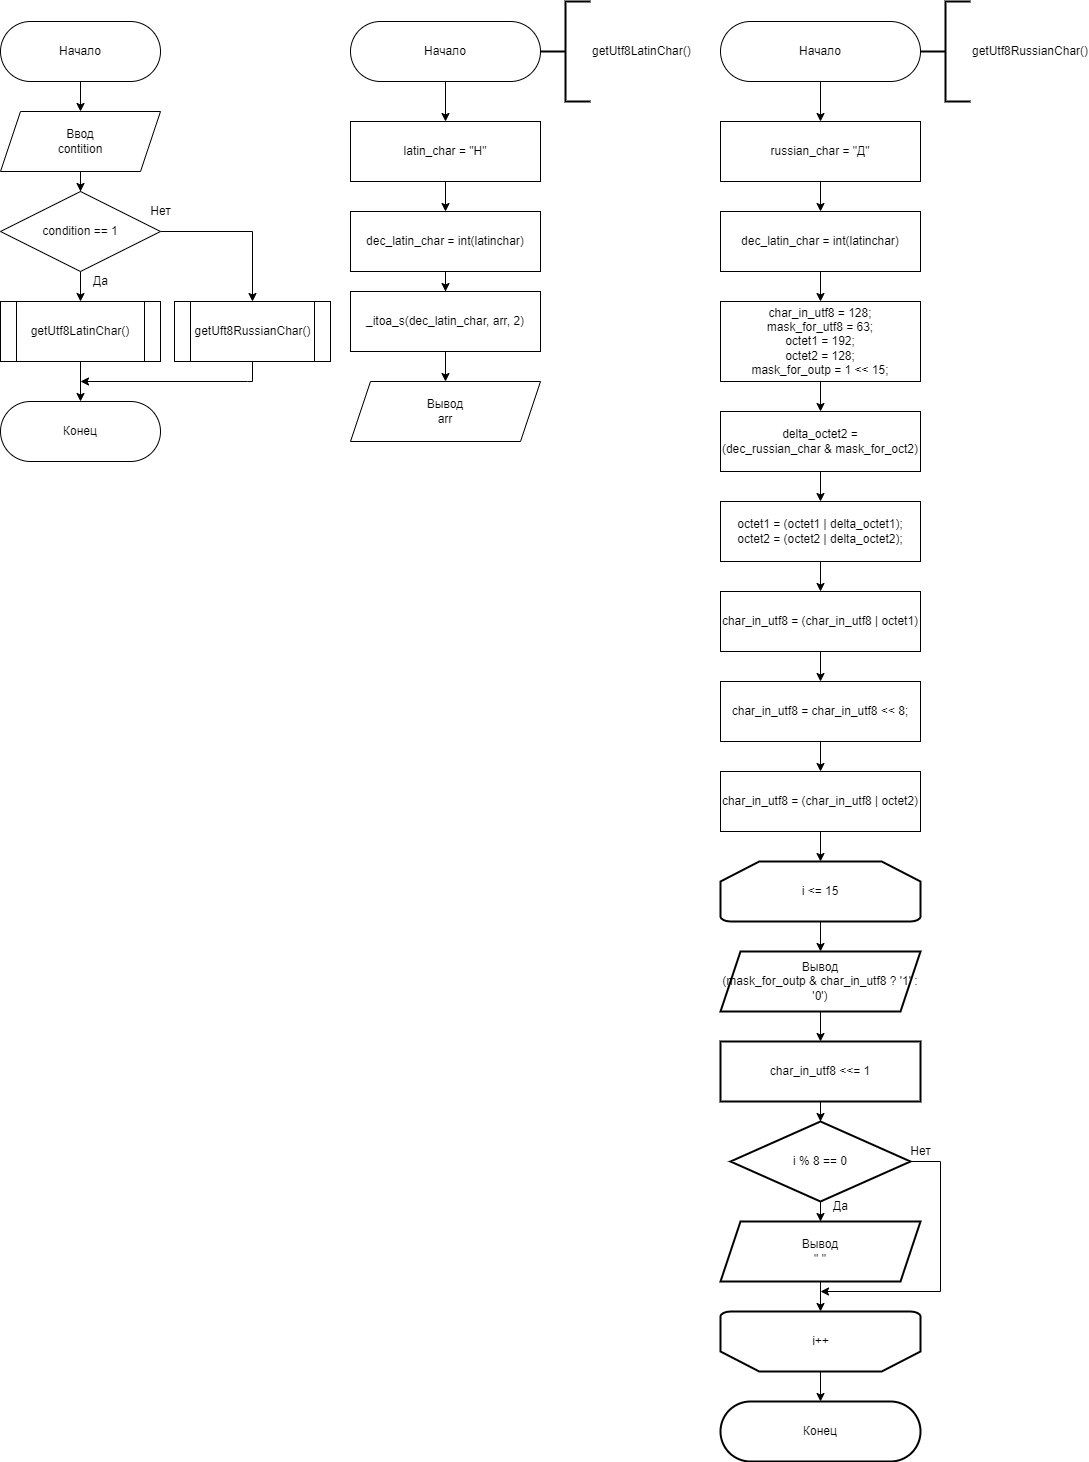 Начало
Ввод
contition
condition == 1
Нет
Да
getUtf8LatinChar()
getUft8RussianChar()
Конец
Начало
getUtf8LatinChar()
latin_char = "Н"
dec_latin_char = int(latinchar)
_itoa_s(dec_latin_char, arr, 2)
Вывод
arr
Начало
getUtf8RussianChar()
russian_char = "Д"
dec_latin_char = int(latinchar)
char_in_utf8 = 128;
mask_for_utf8 = 63;
octet1 = 192;
octet2 = 128;
mask_for_outp = 1 << 15;
delta_octet2 =
(dec_russian_char & mask_for_oct2)
octet1 = (octet1 | delta_octet1);
octet2 = (octet2 | delta_octet2);
char_in_utf8 = (char_in_utf8 | octet1)
char_in_utf8 = char_in_utf8 << 8;
char_in_utf8 = (char_in_utf8 | octet2)
i <= 15
Вывод
(mask_for_outp & char_in_utf8 ? '1' :
'0')
char_in_utf8 <<= 1
i % 8 == 0
Нет
Да
Вывод
" "
i++
Конец